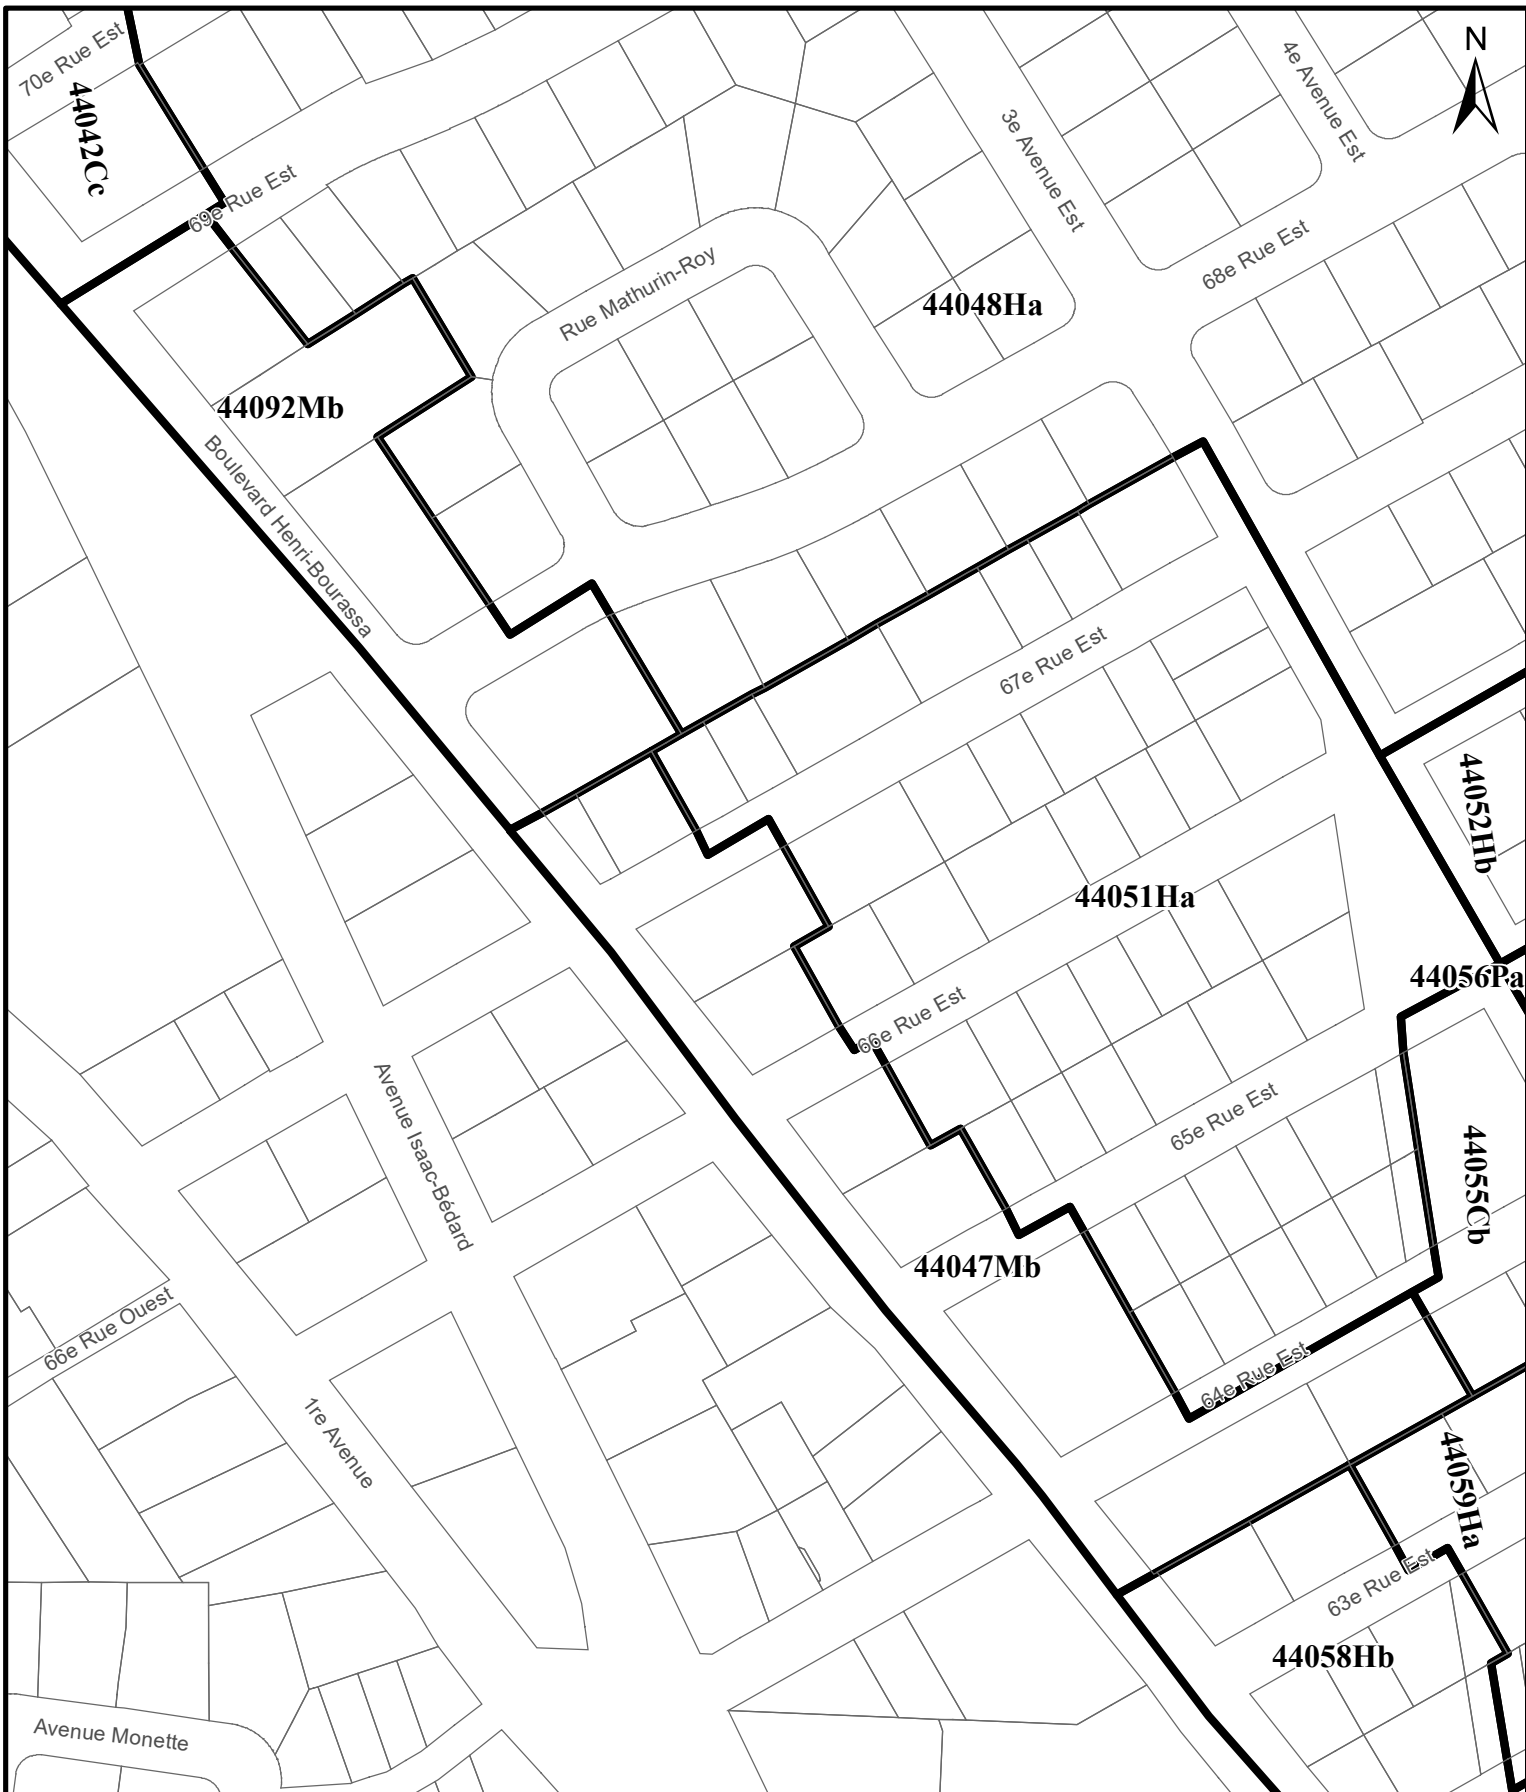 70e Rue Est
44042Cc
69e Rue Est
N
4e Avenue Est
3e Avenue Est
68e Rue Est
Rue Mathurin-Roy
44048Ha
44092Mb
Boulevard Henri-Bourassa
67e Rue Est
44052Hb
44051Ha
44056Pa
66e Rue Est
Avenue Isaac-Bédard
65e Rue Est
44055Cb
44047Mb
66e Rue Ouest
64e Rue Est
1re Avenue
44059Ha
63e Rue Est
44058Hb
Avenue Monette